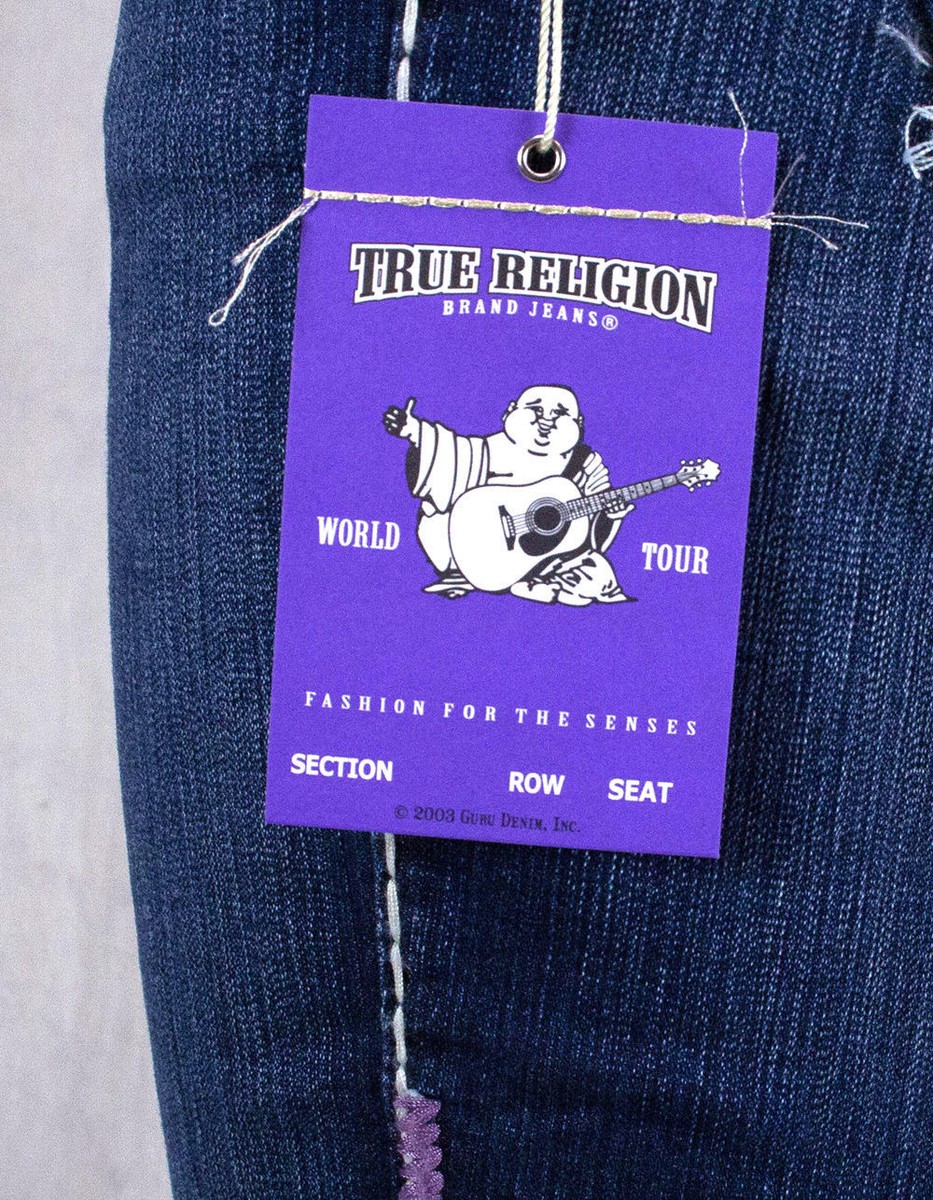 TRUE RELIGION
BRAND JEANS®
WORLD TOUR
FASHION FOR THE SENSES
SECTION ROW SEAT
© 2003 GURU DENIM, INC.